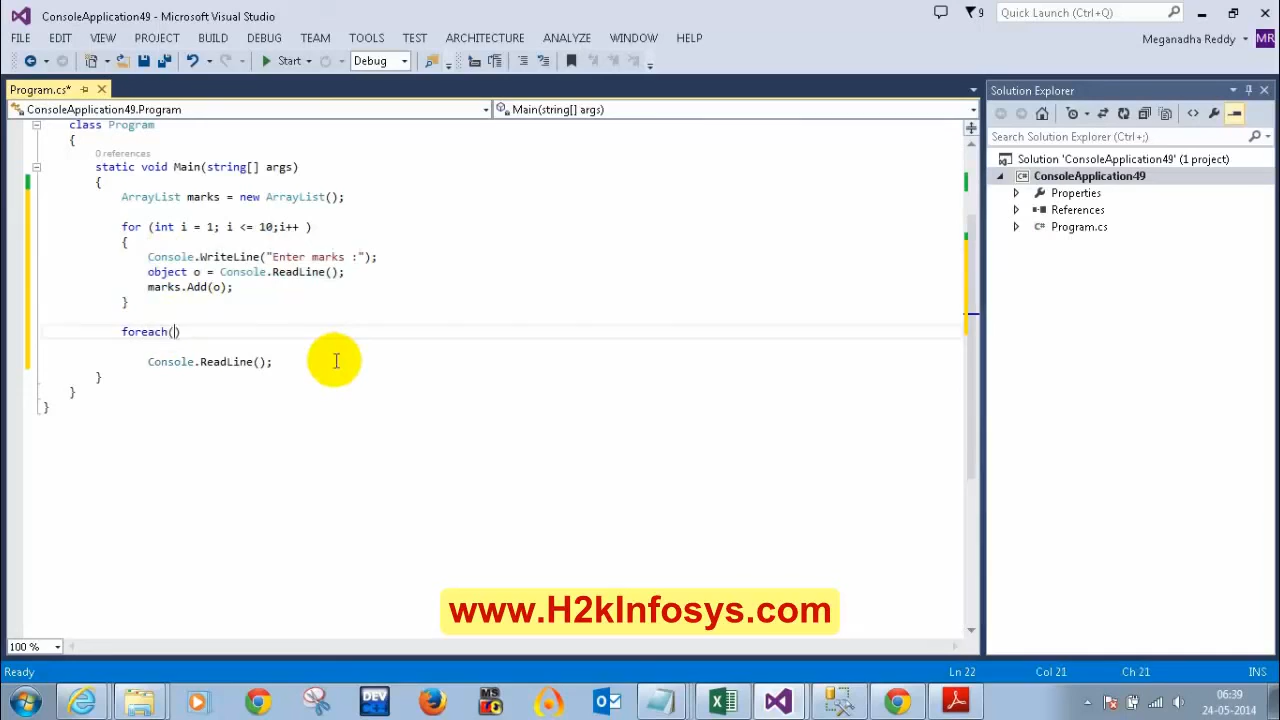 ConsoleApplication49 - Microsoft Visual Studio
9
Quick Launch (Ctrl+Q)
FILE EDIT VIEW PROJECT BUILD DEBUG TEAM TOOLS TEST ARCHITECTURE ANALYZE WINDOW HELP
Meganadha Reddy MR
Start Debug
Program.cs*
Solution Explorer
ConsoleApplication49.Program
Main(string[] args)
Search Solution Explorer (Ctrl+;)
Solution 'ConsoleApplication49' (1 project)
ConsoleApplication49
Properties
References
C# Program.cs
class Program
{
0 references
static void Main(string[] args)
{
ArrayList marks = new ArrayList();
for (int i = 1; i <= 10;i++ )
{
Console.WriteLine("Enter marks :");
object o = Console.ReadLine();
marks.Add(o);
}
foreach()
Console.ReadLine();
}
}
}
www.H2kInfosys.com
100 %
Ready
Ln 22 Col 21 Ch 21 INS
DEV
MS
06:39
24-05-2014